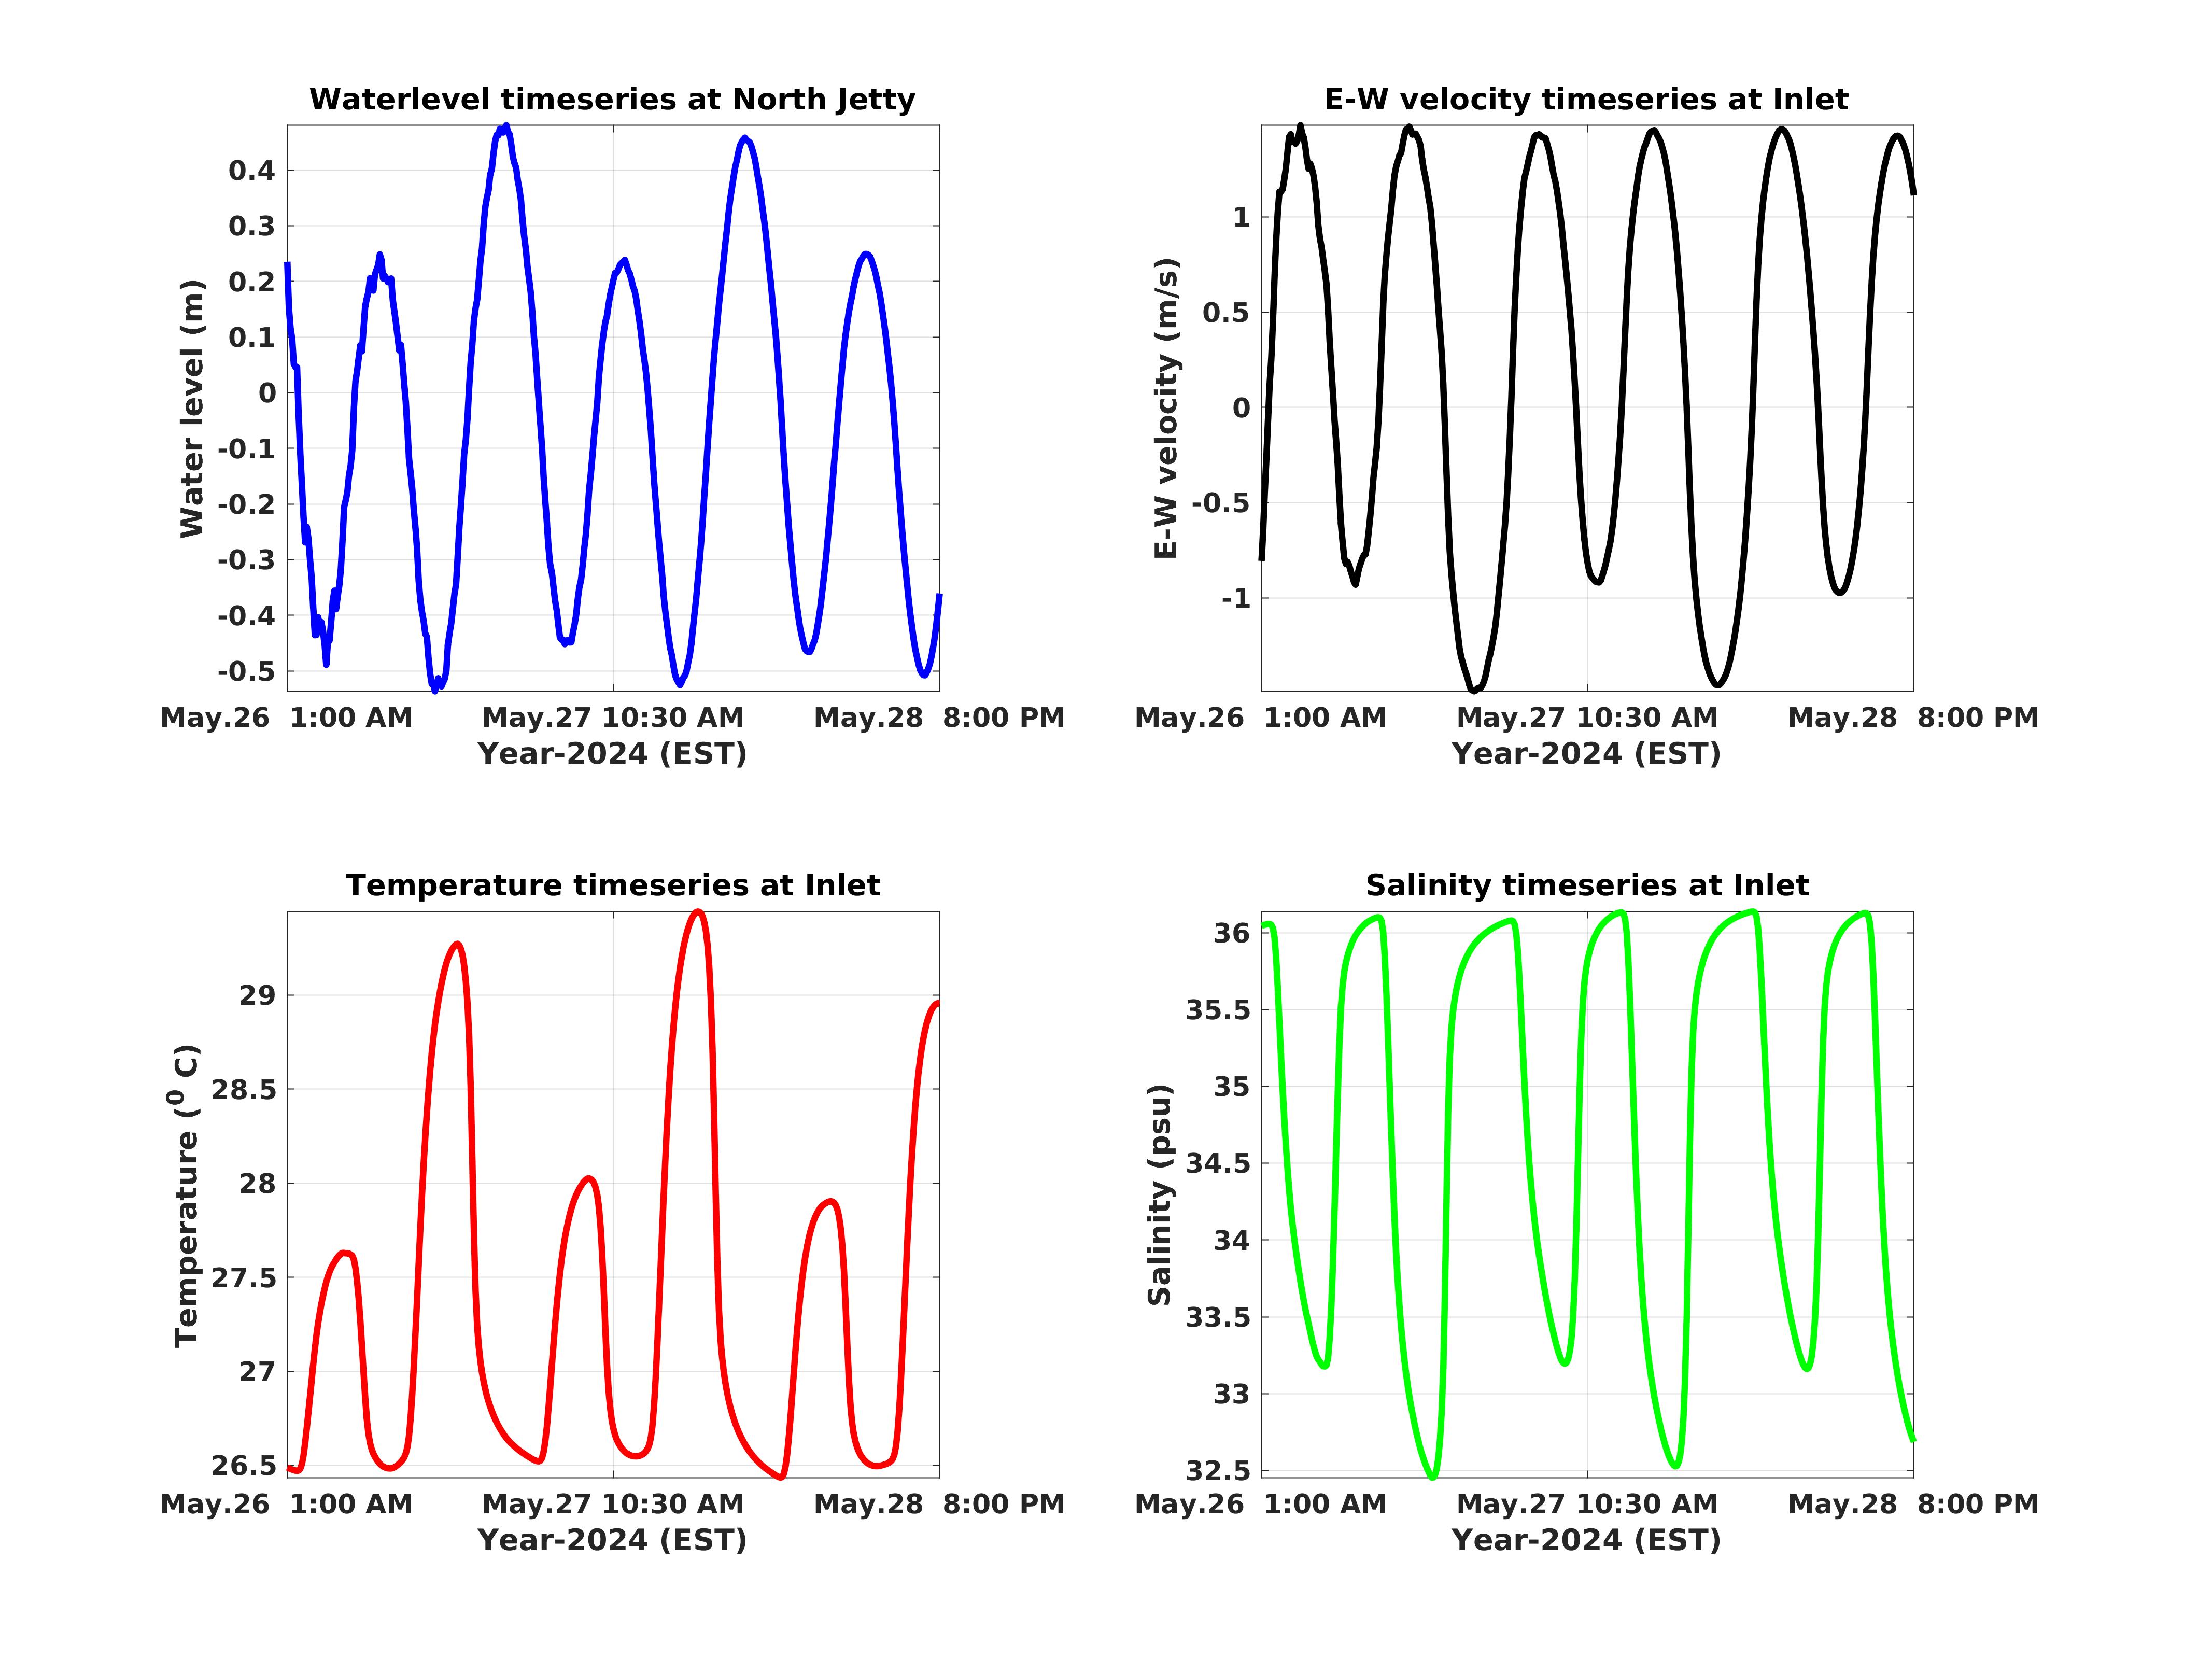 Waterlevel timeseries at North Jetty
0.4
0.3
0.2
0.1
0
-0.1
-0.2
-0.3
-0.4
-0.5
Water level (m)
May.26 1:00 AM May.27 10:30 AM May.28 8:00 PM
Year-2024 (EST)
E-W velocity timeseries at Inlet
1
0.5
0
-0.5
-1
E-W velocity (m/s)
May.26 1:00 AM May.27 10:30 AM May.28 8:00 PM
Year-2024 (EST)
Temperature timeseries at Inlet
29
28.5
28
27.5
27
26.5
Temperature (⁰ C)
May.26 1:00 AM May.27 10:30 AM May.28 8:00 PM
Year-2024 (EST)
Salinity timeseries at Inlet
36
35.5
35
34.5
34
33.5
33
32.5
Salinity (psu)
May.26 1:00 AM May.27 10:30 AM May.28 8:00 PM
Year-2024 (EST)